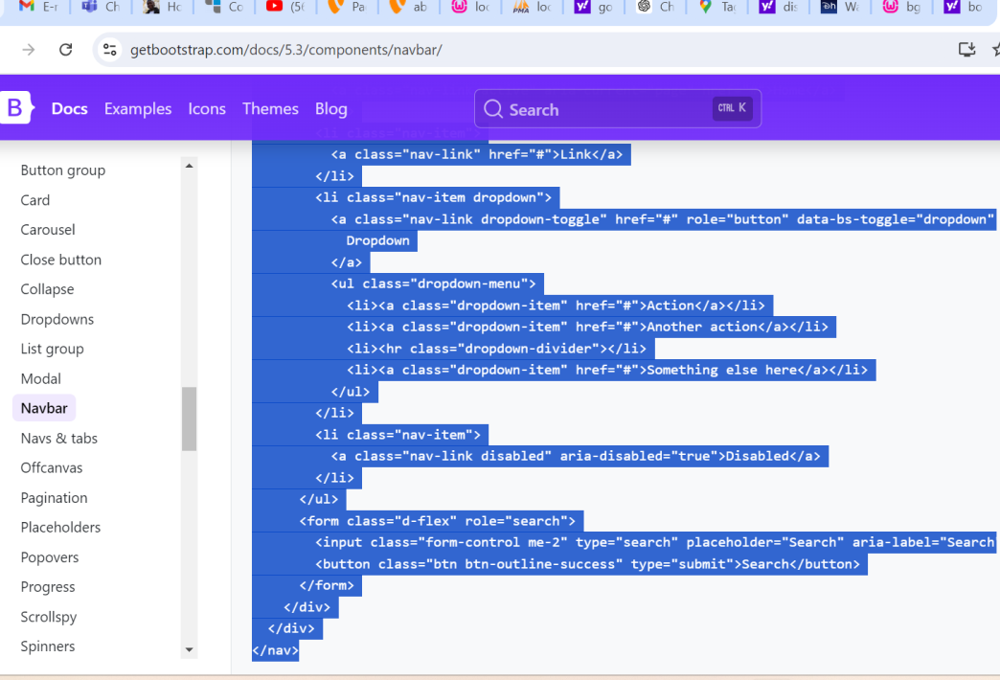 E-r Ch Hc Co (5( Pa ab loc loc go Ch Ta dis Wa bg bo
getbootstrap.com/docs/5.3/components/navbar/
B Docs Examples Icons Themes Blog Search CTRL K
<li class="nav-item">
<a class="nav-link" href="#">Link</a>
</li>
<li class="nav-item dropdown">
<a class="nav-link dropdown-toggle" href="#" role="button" data-bs-toggle="dropdown"
Dropdown
</a>
<ul class="dropdown-menu">
<li><a class="dropdown-item" href="#">Action</a></li>
<li><a class="dropdown-item" href="#">Another action</a></li>
<li><hr class="dropdown-divider"></li>
<li><a class="dropdown-item" href="#">Something else here</a></li>
</ul>
</li>
<li class="nav-item">
<a class="nav-link disabled" aria-disabled="true">Disabled</a>
</li>
</ul>
<form class="d-flex" role="search">
<input class="form-control me-2" type="search" placeholder="Search" aria-label="Search
<button class="btn btn-outline-success" type="submit">Search</button>
</form>
</div>
</div>
</nav>
Button group
Card
Carousel
Close button
Collapse
Dropdowns
List group
Modal
Navbar
Navs & tabs
Offcanvas
Pagination
Placeholders
Popovers
Progress
Scrollspy
Spinners